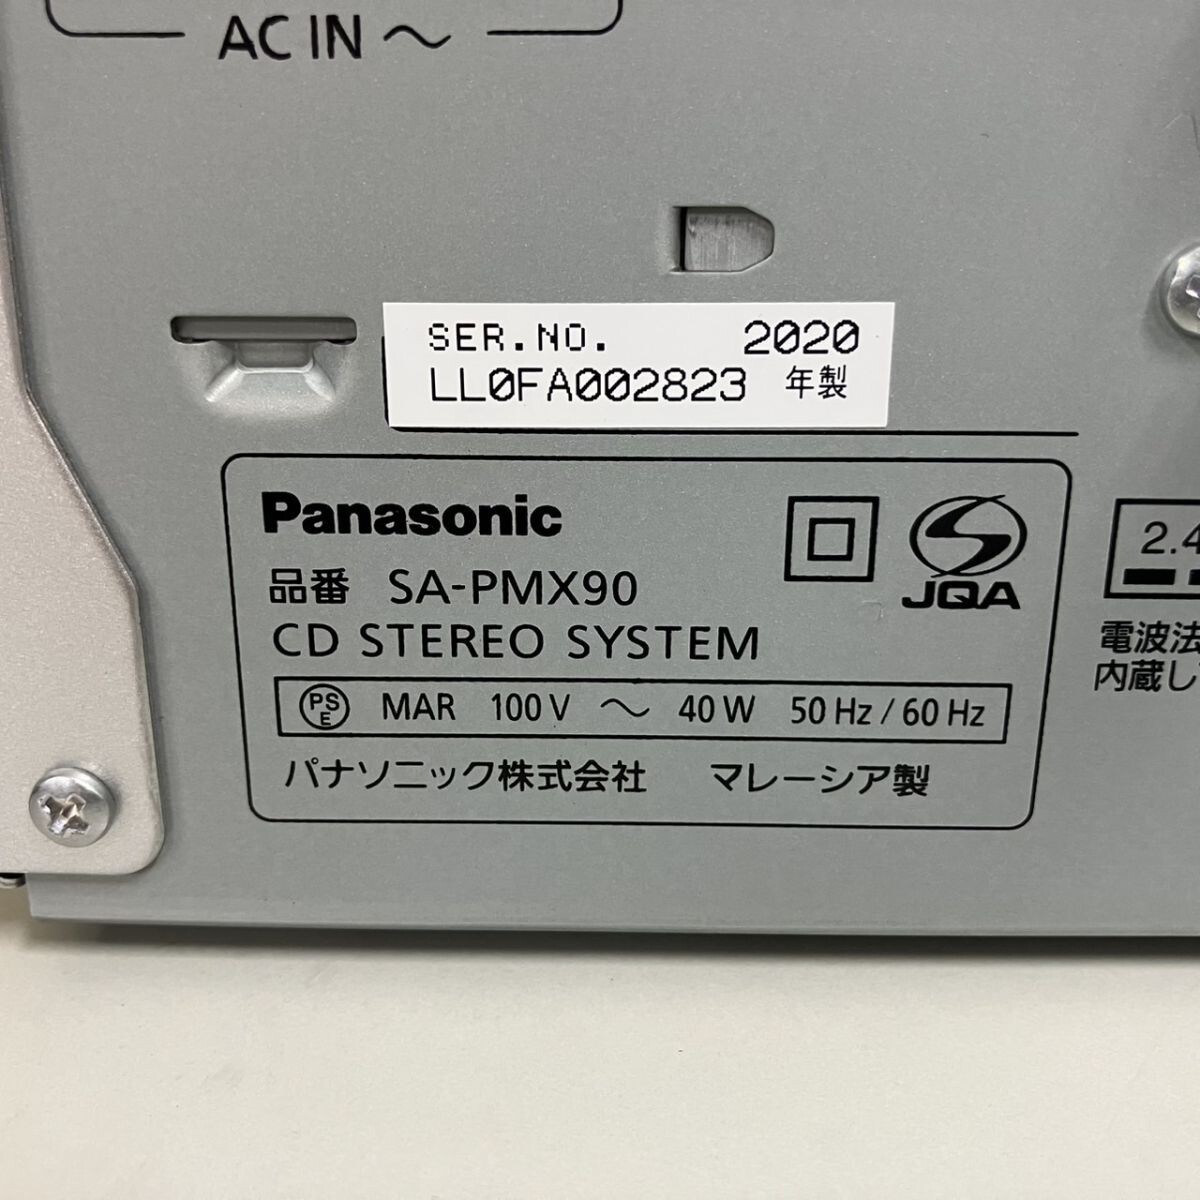 AC IN ～
SER.NO. 2020
LL0FA002823 年製
Panasonic
JQA
品番 SA-PMX90
CD STEREO SYSTEM
PSE MAR 100 V ～ 40 W 50 Hz / 60 Hz
パナソニック株式会社 マレーシア製
2.4
電波法
内蔵し